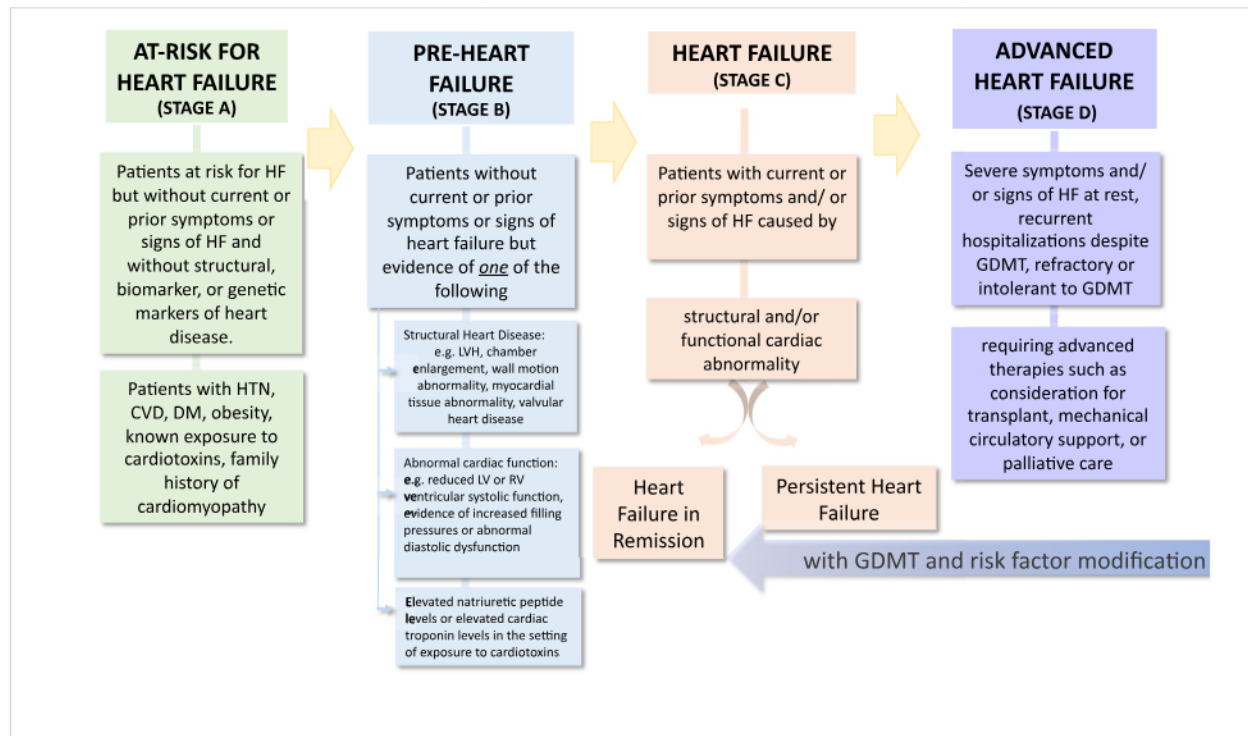 AT-RISK FOR
HEART FAILURE
(STAGE A)
Patients at risk for HF
but without current or
prior symptoms or
signs of HF and
without structural,
biomarker, or genetic
markers of heart
disease.
Patients with HTN,
CVD, DM, obesity,
known exposure to
cardiotoxins, family
history of
cardiomyopathy
PRE-HEART
FAILURE
(STAGE B)
Patients without
current or prior
symptoms or signs of
heart failure but
evidence of one of the
following
Structural Heart Disease:
e.g. LVH, chamber
enlargement, wall motion
abnormality, myocardial
tissue abnormality, valvular
heart disease
Abnormal cardiac function:
e.g. reduced LV or RV
ventricular systolic function,
evidence of increased filling
pressures or abnormal
diastolic dysfunction
Elevated natriuretic peptide
levels or elevated cardiac
troponin levels in the setting
of exposure to cardiotoxins
HEART FAILURE
(STAGE C)
Patients with current or
prior symptoms and/ or
signs of HF caused by
structural and/or
functional cardiac
abnormality
Heart
Failure in
Remission
Persistent Heart
Failure
ADVANCED
HEART FAILURE
(STAGE D)
Severe symptoms and/
or signs of HF at rest,
recurrent
hospitalizations despite
GDMT, refractory or
intolerant to GDMT
requiring advanced
therapies such as
consideration for
transplant, mechanical
circulatory support, or
palliative care
with GDMT and risk factor modification